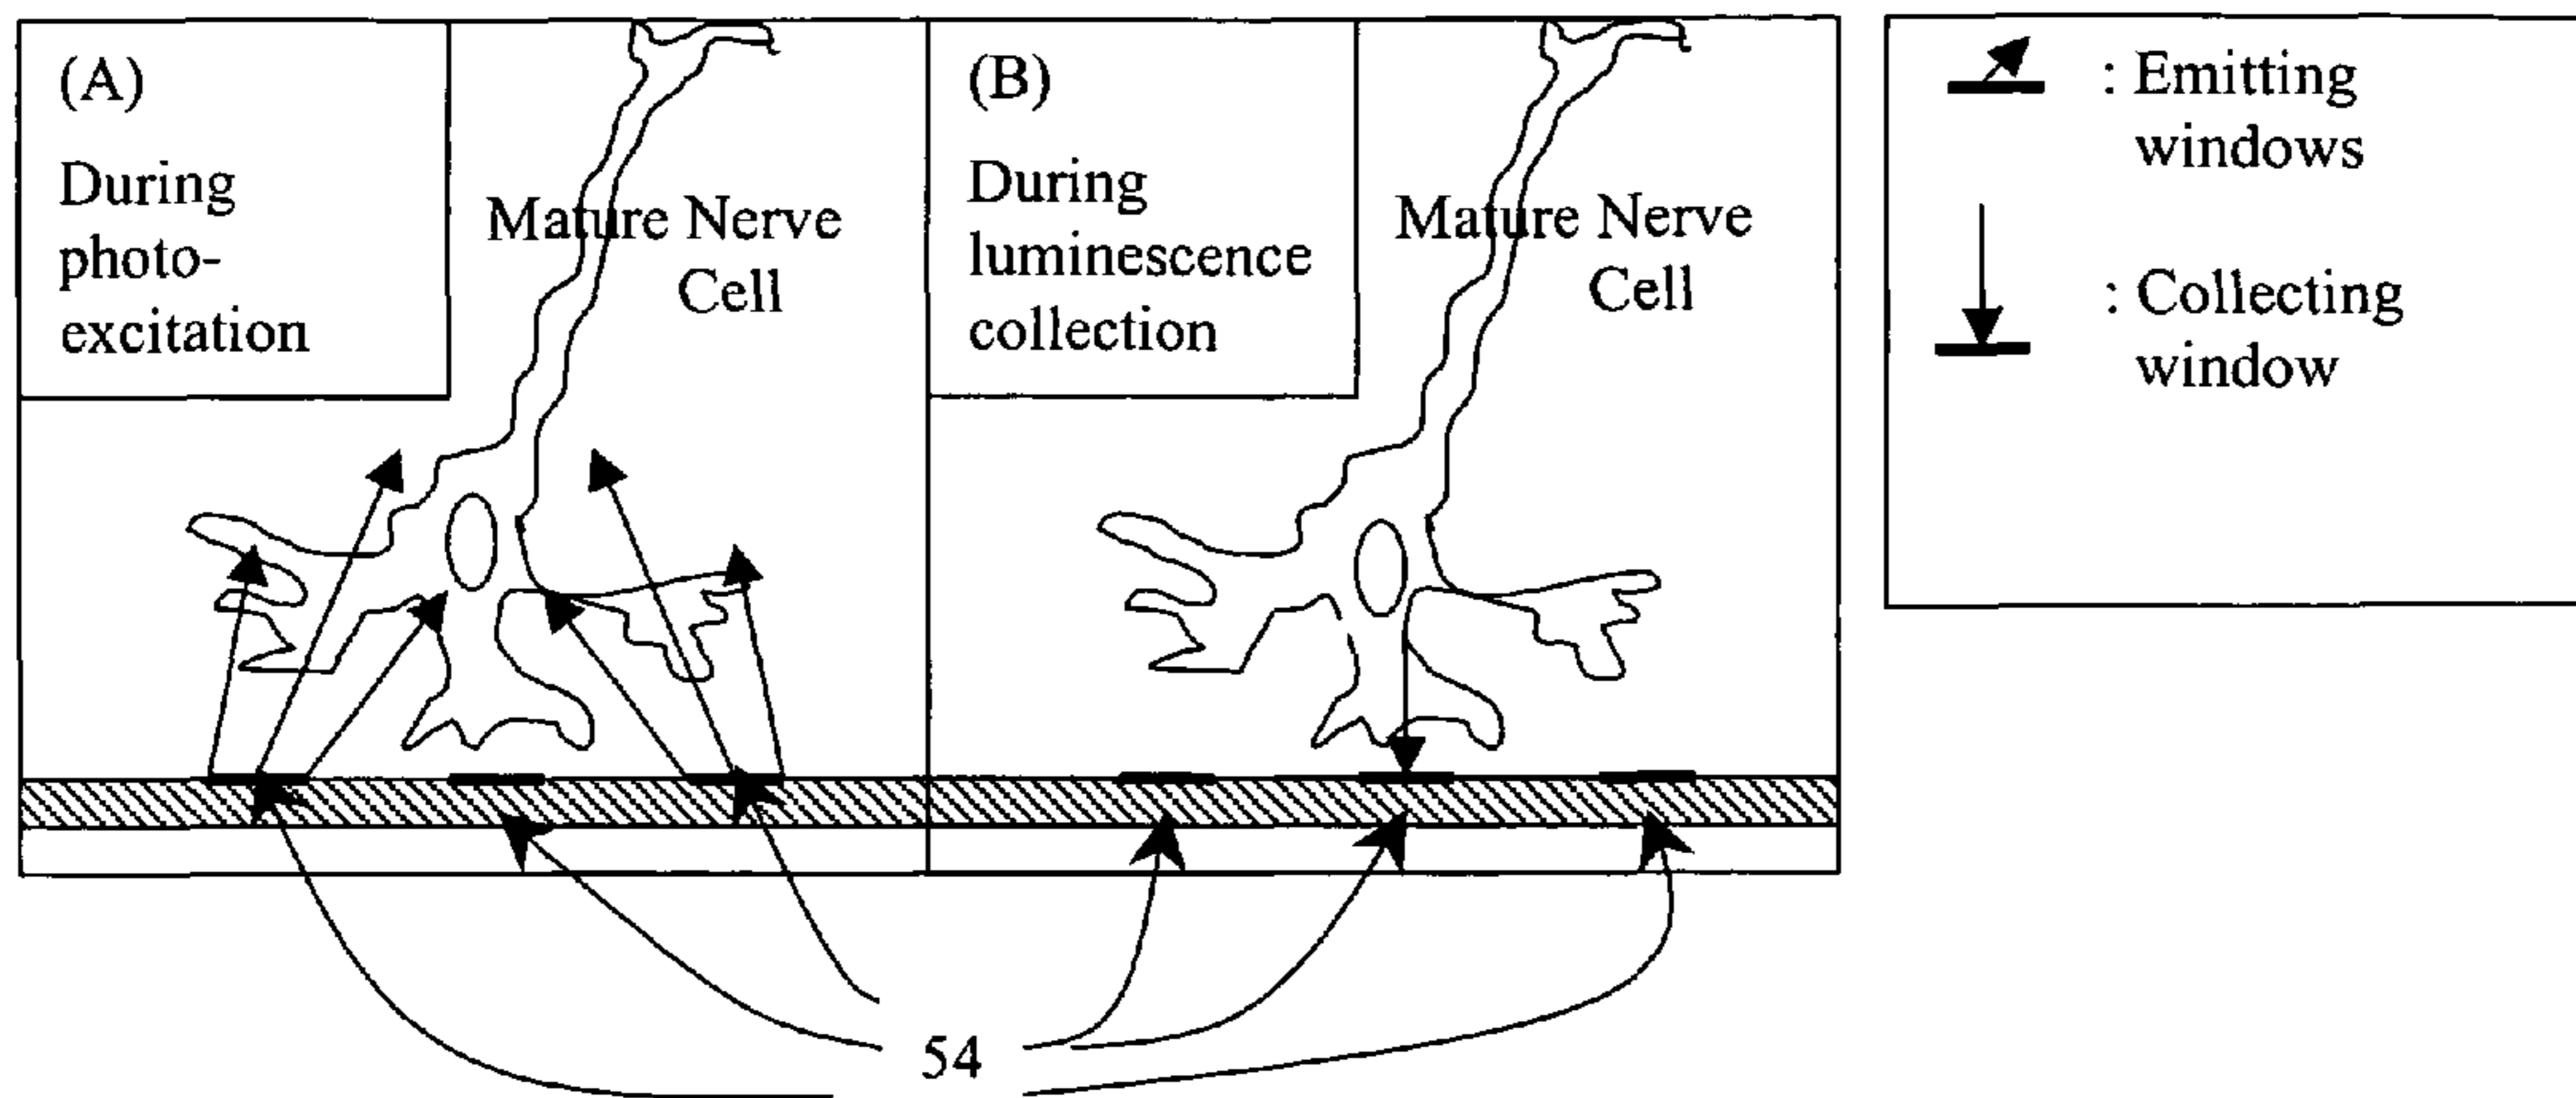 (A)
During
photo-
excitation
Mature Nerve
Cell
(B)
During
luminescence
collection
Mature Nerve
Cell
: Emitting
windows
: Collecting
window
54